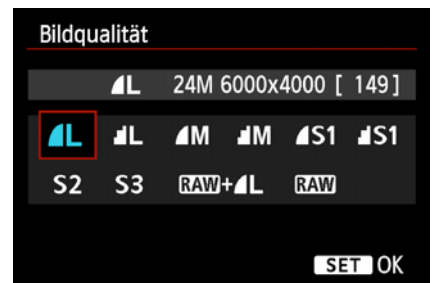 Bildqualität
L 24M 6000x4000 [ 149]
L L M M S1 S1
S2 S3 RAW+L RAW
SET OK